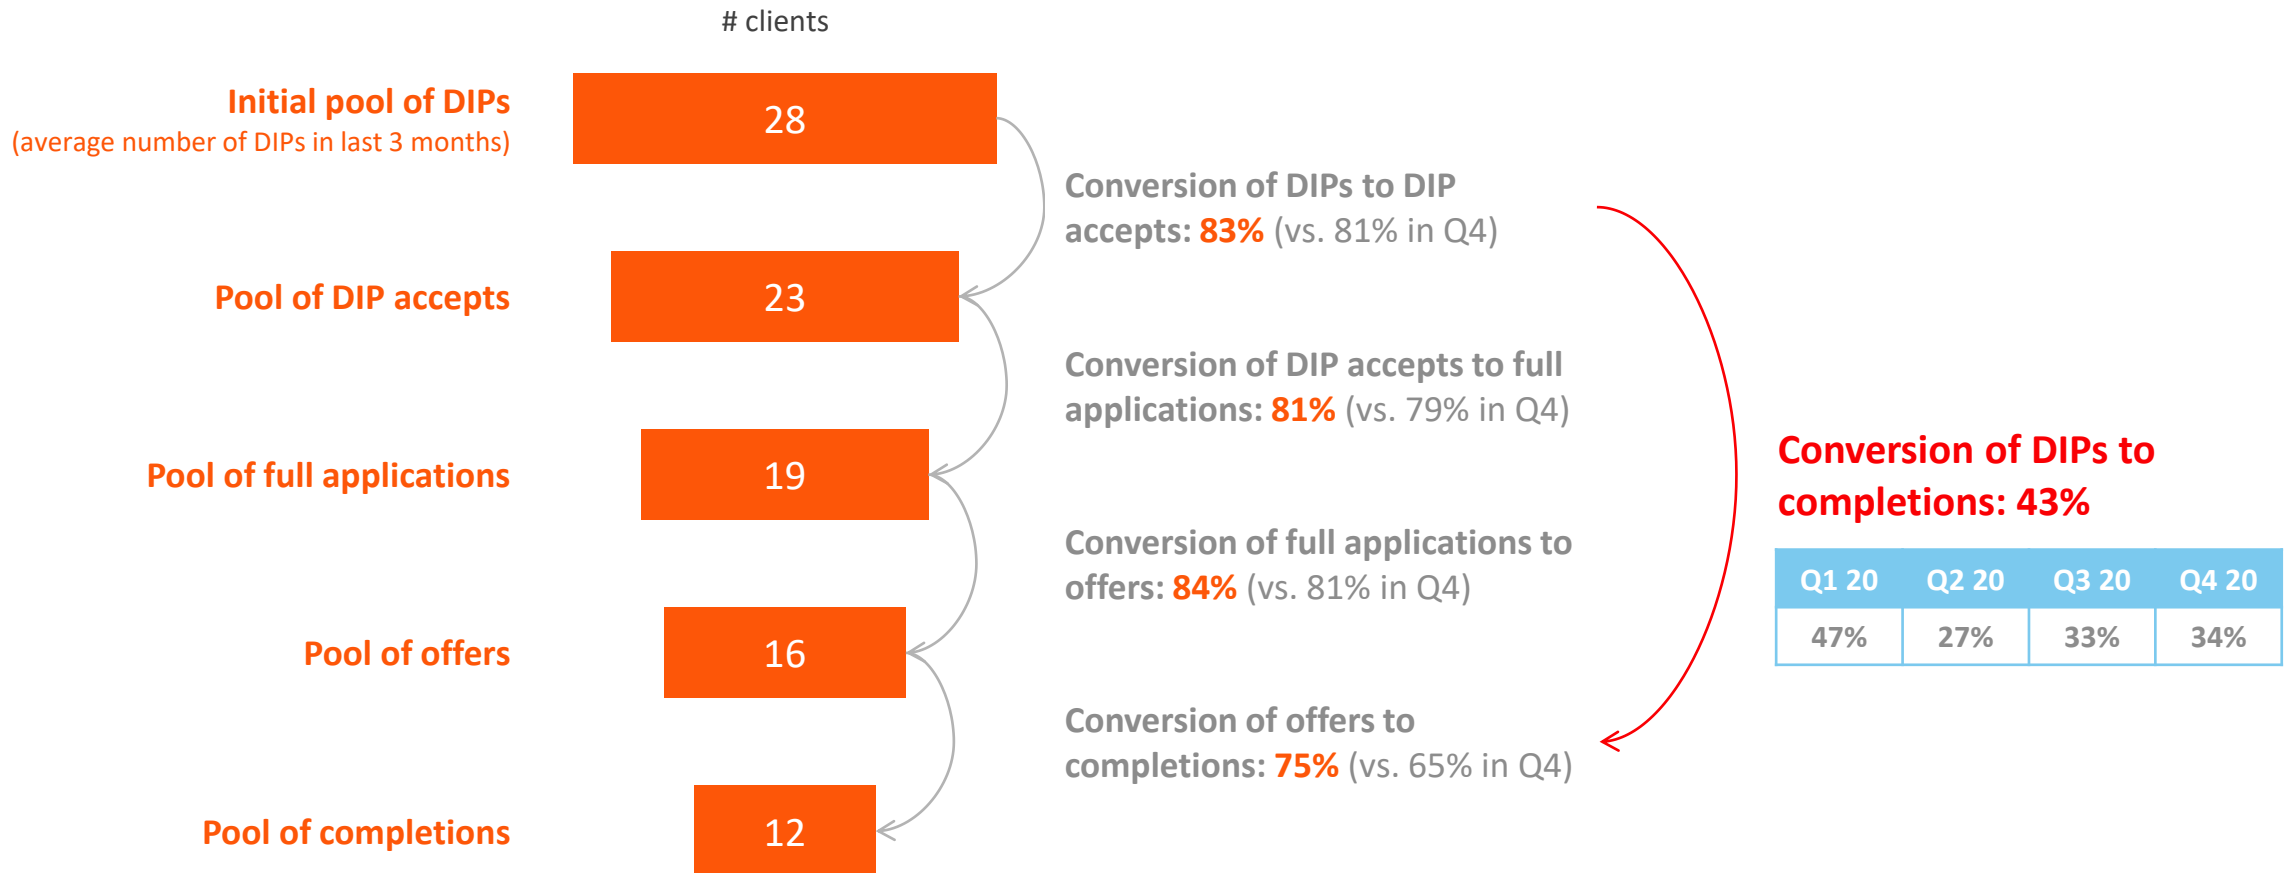 # clients
Initial pool of DIPs
(average number of DIPs in last 3 months)
28
Conversion of DIPs to DIP
accepts: 83% (vs. 81% in Q4)
Pool of DIP accepts
23
Conversion of DIP accepts to full
applications: 81% (vs. 79% in Q4)
Pool of full applications
19
Conversion of full applications to
offers: 84% (vs. 81% in Q4)
Pool of offers
16
Conversion of offers to
completions: 75% (vs. 65% in Q4)
Pool of completions
12
Conversion of DIPs to
completions: 43%
Q1 20 Q2 20 Q3 20 Q4 20
47% 27% 33% 34%